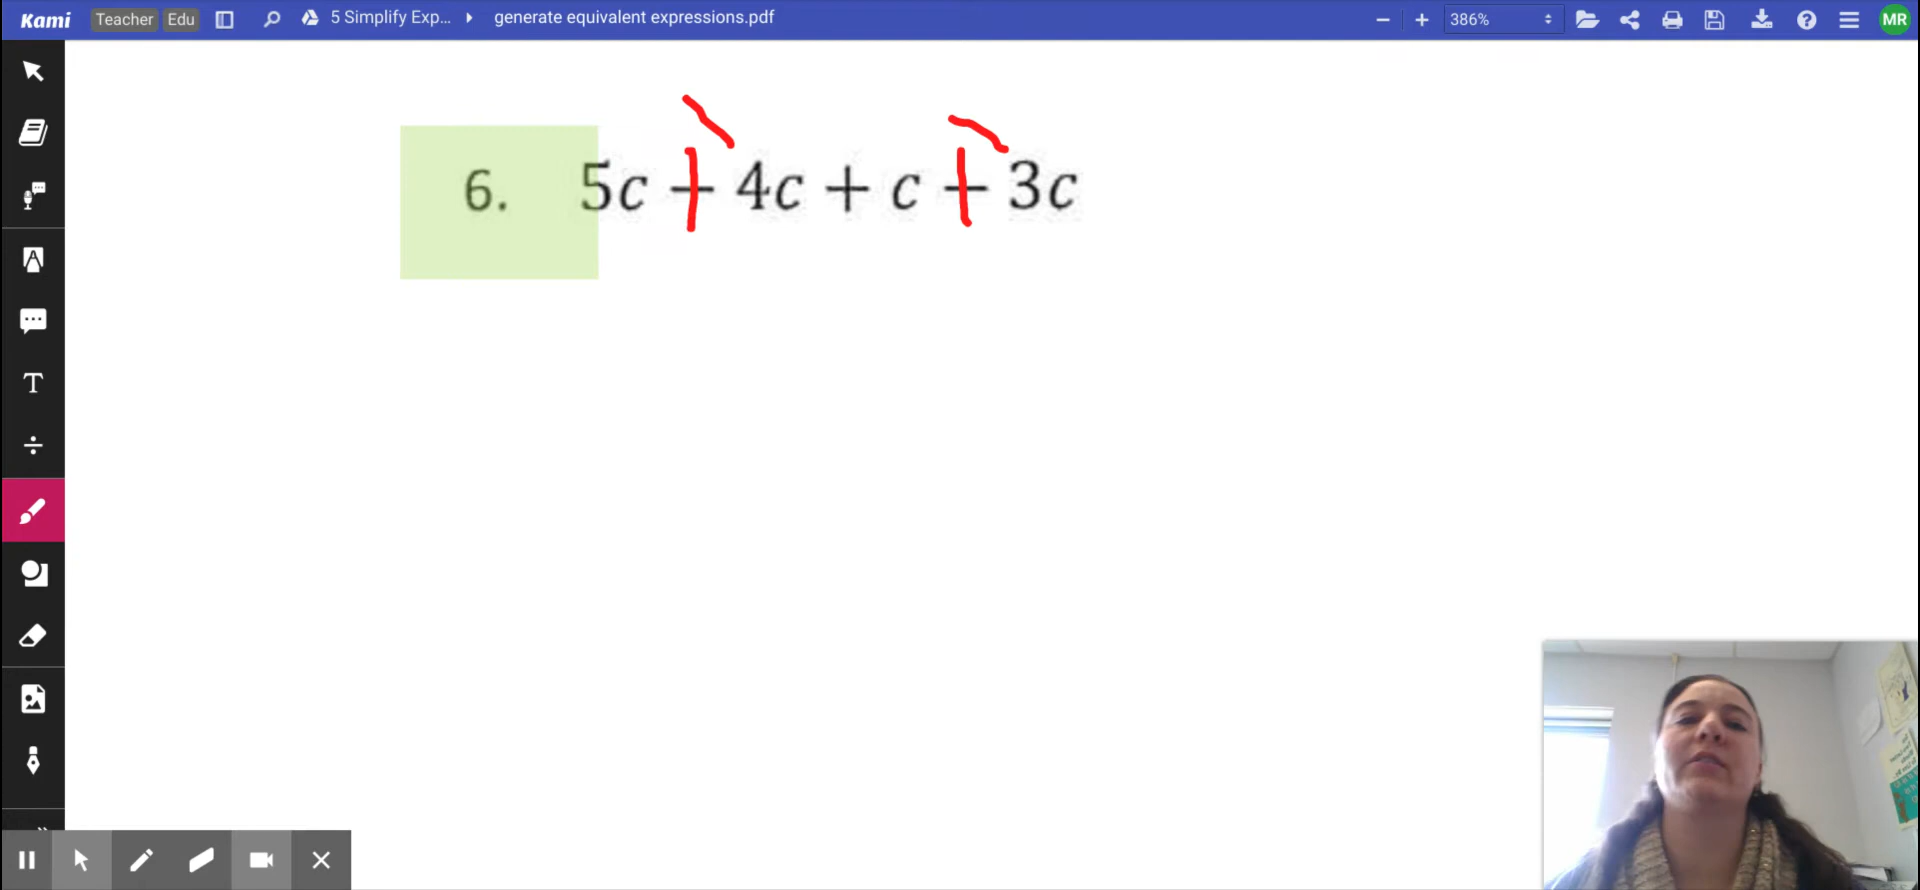 Kami Teacher Edu 5 Simplify Exp... generate equivalent expressions.pdf 386% MR
6. 5c + 4c + c + 3c
T